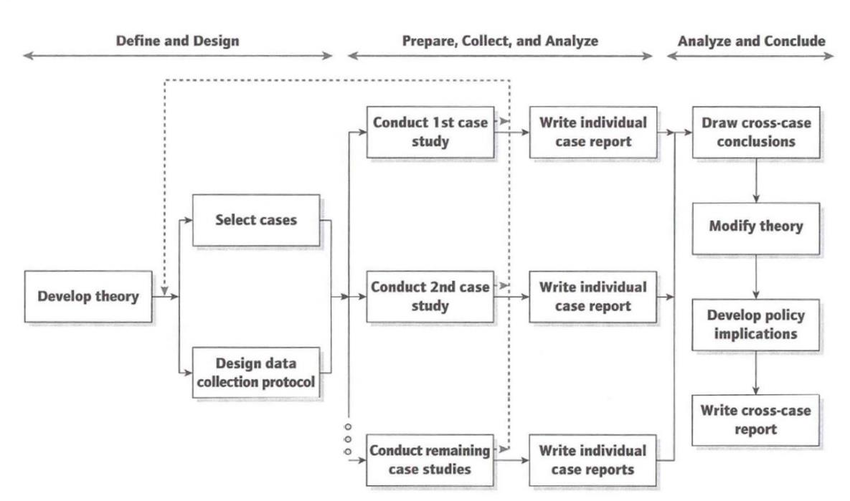 Define and Design
Prepare, Collect, and Analyze
Analyze and Conclude
Develop theory
Select cases
Design data
collection protocol
Conduct 1st case
study
Conduct 2nd case
study
Conduct remaining
case studies
Write individual
case report
Write individual
case report
Write individual
case reports
Draw cross-case
conclusions
Modify theory
Develop policy
implications
Write cross-case
report